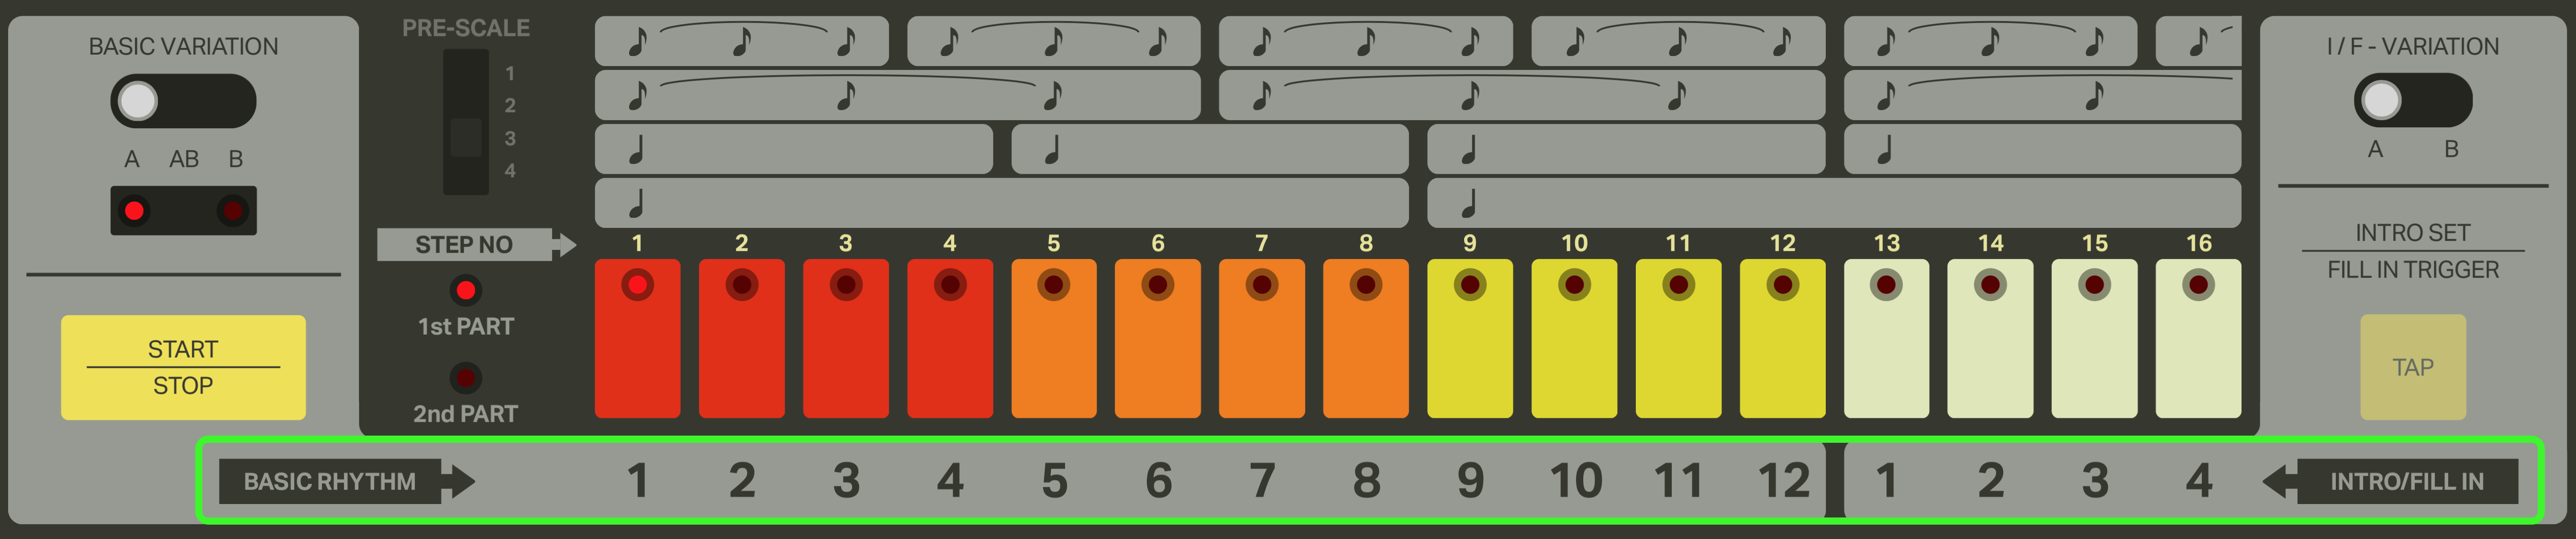 BASIC VARIATION
A AB B
START
STOP
PRE-SCALE
1
2
3
4
STEP NO
1st PART
2nd PART
1 2 3 4 5 6 7 8 9 10 11 12 13 14 15 16
I / F - VARIATION
A B
INTRO SET
FILL IN TRIGGER
TAP
BASIC RHYTHM 1 2 3 4 5 6 7 8 9 10 11 12 1 2 3 4 INTRO/FILL IN